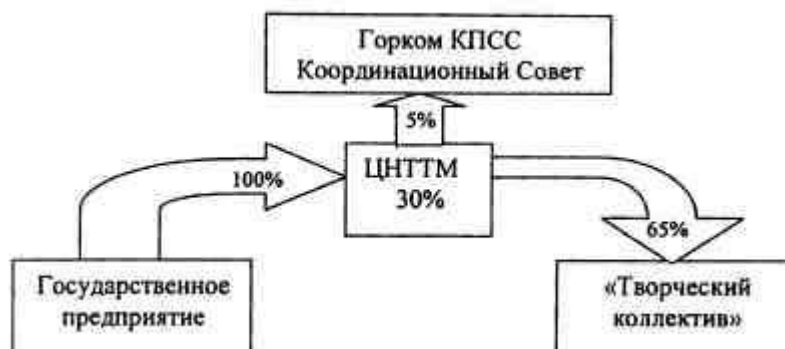 Горком КПСС
Координационный Совет
5%
100%
ЦНТТМ
30%
65%
Государственное
предприятие
«Творческий
коллектив»